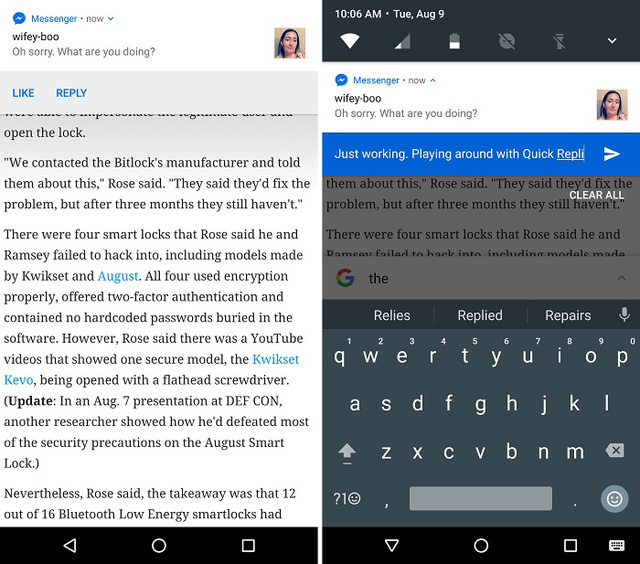 Messenger • now
wifey-boo
Oh sorry. What are you doing?
LIKE REPLY
were able to impersonate the legitimate user and
open the lock.
"We contacted the Bitlock's manufacturer and told
them about this," Rose said. "They said they'd fix the
problem, but after three months they still haven't."
There were four smart locks that Rose said he and
Ramsey failed to hack into, including models made
by Kwikset and August. All four used encryption
properly, offered two-factor authentication and
contained no hardcoded passwords buried in the
software. However, Rose said there was a YouTube
videos that showed one secure model, the Kwikset
Kevo, being opened with a flathead screwdriver.
(Update: In an Aug. 7 presentation at DEF CON,
another researcher showed how he'd defeated most
of the security precautions on the August Smart
Lock.)
Nevertheless, Rose said, the takeaway was that 12
out of 16 Bluetooth Low Energy smartlocks had
10:06 AM • Tue, Aug 9
Messenger • now
wifey-boo
Oh sorry. What are you doing?
Just working. Playing around with Quick Repli
them about this," Rose said. "They said they'd fix the
CLEAR ALL
problem, but after three months they still haven't."
There were four smart locks that Rose said he and
Ramsey failed to hack into, including models made
G the
Relies Replied Repairs
1 2 3 4 5 6 7 8 9 0
q w e r t y u i o p
a s d f g h j k l
z x c v b n m
?1☺ , .